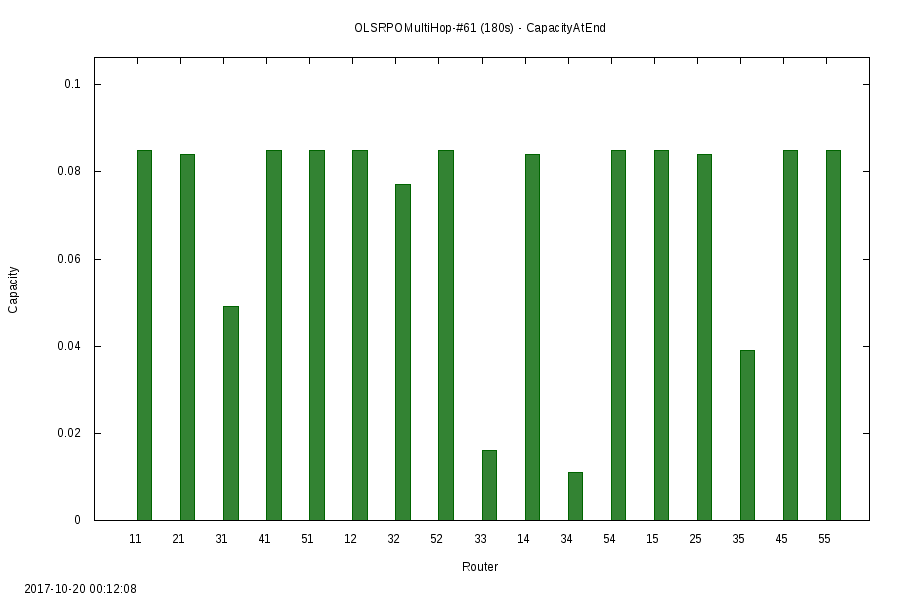 OLSRPOMultiHop-#61 (180s) - CapacityAtEnd
0.1
0.08
0.06
0.04
0.02
0
Capacity
11 21 31 41 51 12 32 52 33 14 34 54 15 25 35 45 55
Router
2017-10-20 00:12:08